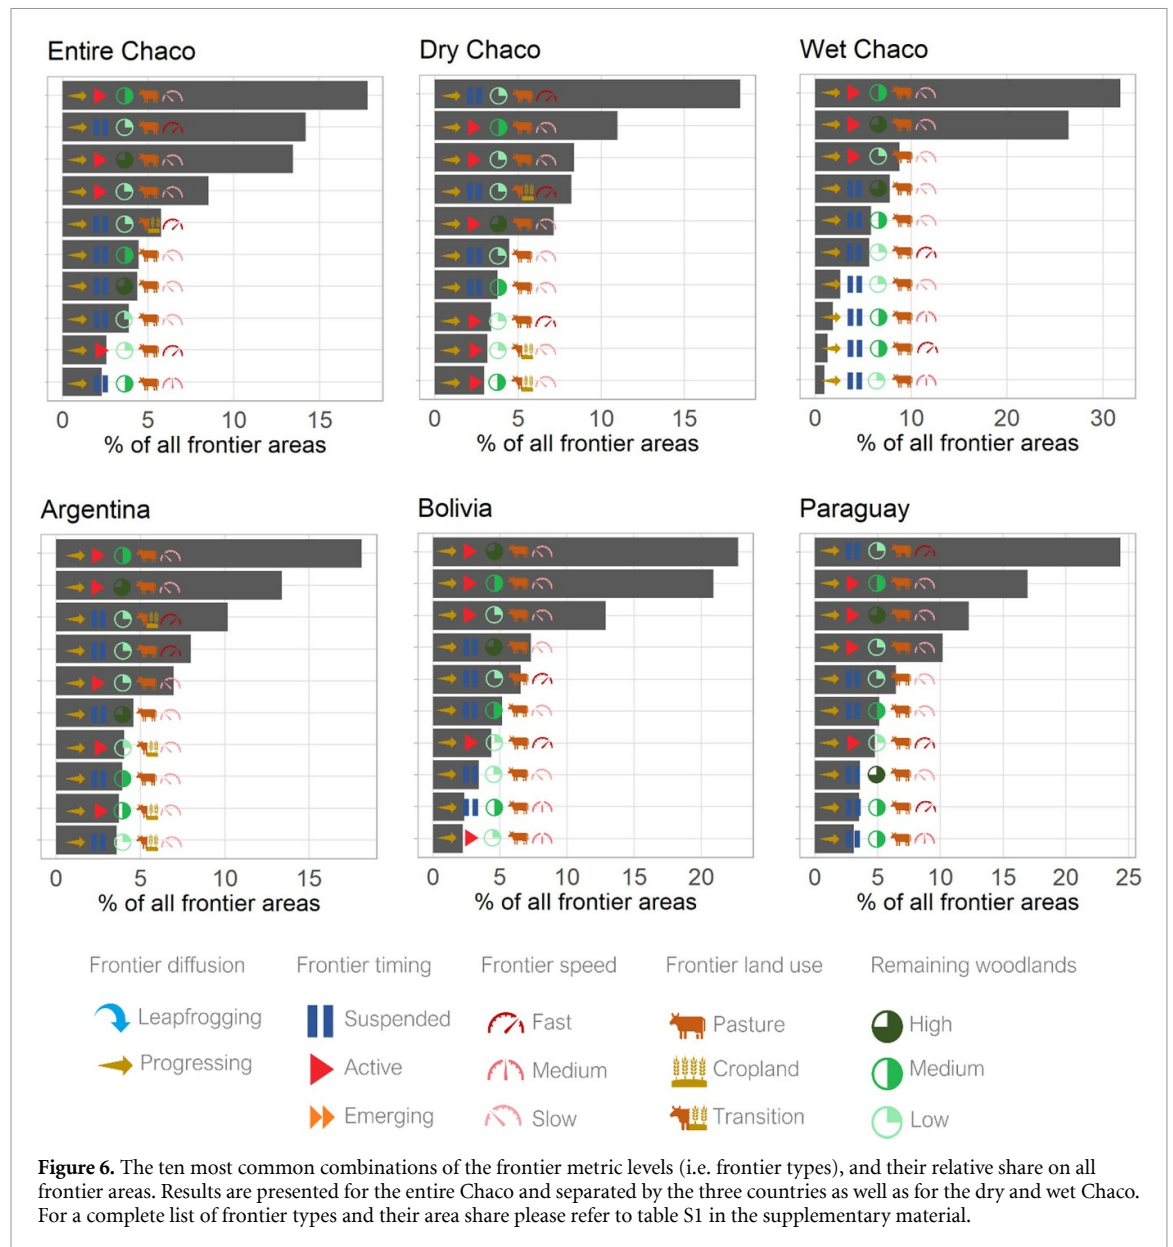 Entire Chaco
0 5 10 15
% of all frontier areas
Dry Chaco
0 5 10 15
% of all frontier areas
Wet Chaco
0 10 20 30
% of all frontier areas
Argentina
0 5 10 15
% of all frontier areas
Bolivia
0 5 10 15 20
% of all frontier areas
Paraguay
0 5 10 15 20 25
% of all frontier areas
Frontier diffusion
Leapfrogging
Progressing
Frontier timing
Suspended
Active
Emerging
Frontier speed
Fast
Medium
Slow
Frontier land use
Pasture
Cropland
Transition
Remaining woodlands
High
Medium
Low
Figure 6. The ten most common combinations of the frontier metric levels (i.e. frontier types), and their relative share on all
frontier areas. Results are presented for the entire Chaco and separated by the three countries as well as for the dry and wet Chaco.
For a complete list of frontier types and their area share please refer to table S1 in the supplementary material.